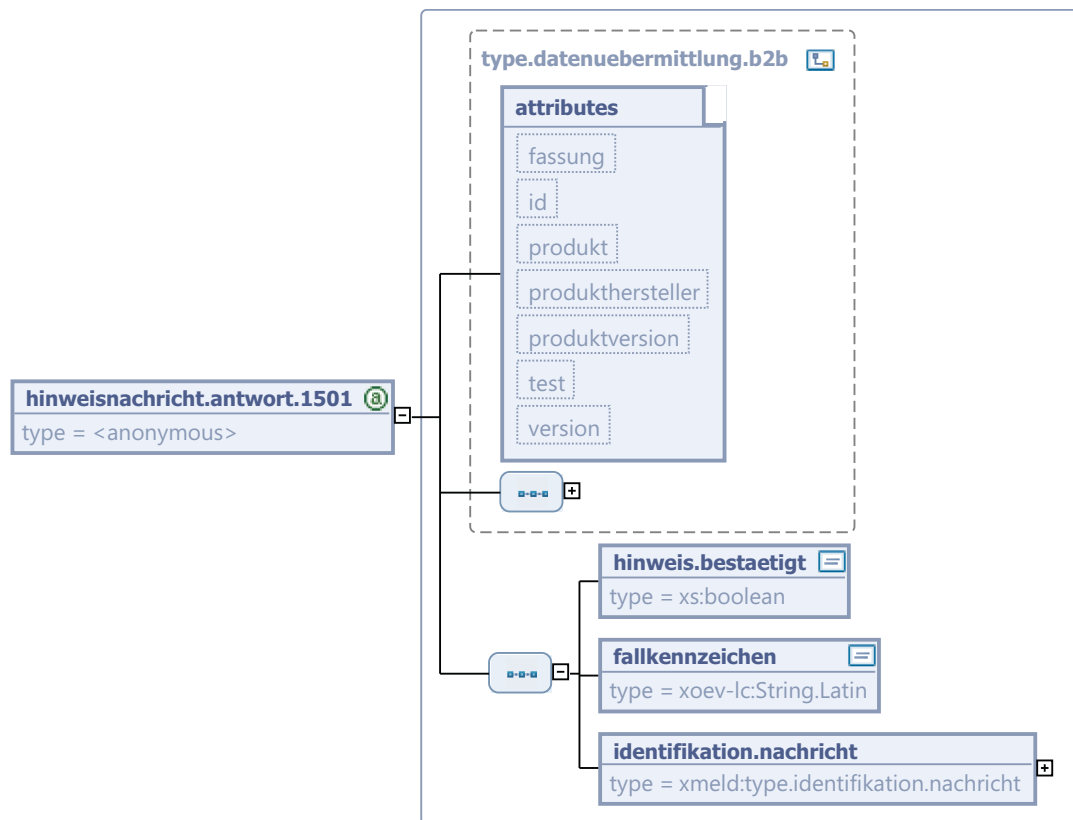 type.datenuebermittlung.b2b
attributes
fassung
id
produkt
produkthersteller
produktversion
test
version
hinweisnachricht.antwort.1501 @
type = <anonymous>
hinweis.bestaetigt
type = xs:boolean
fallkennzeichen
type = xoev-lc:String.Latin
identifikation.nachricht
type = xmeld:type.identifikation.nachricht